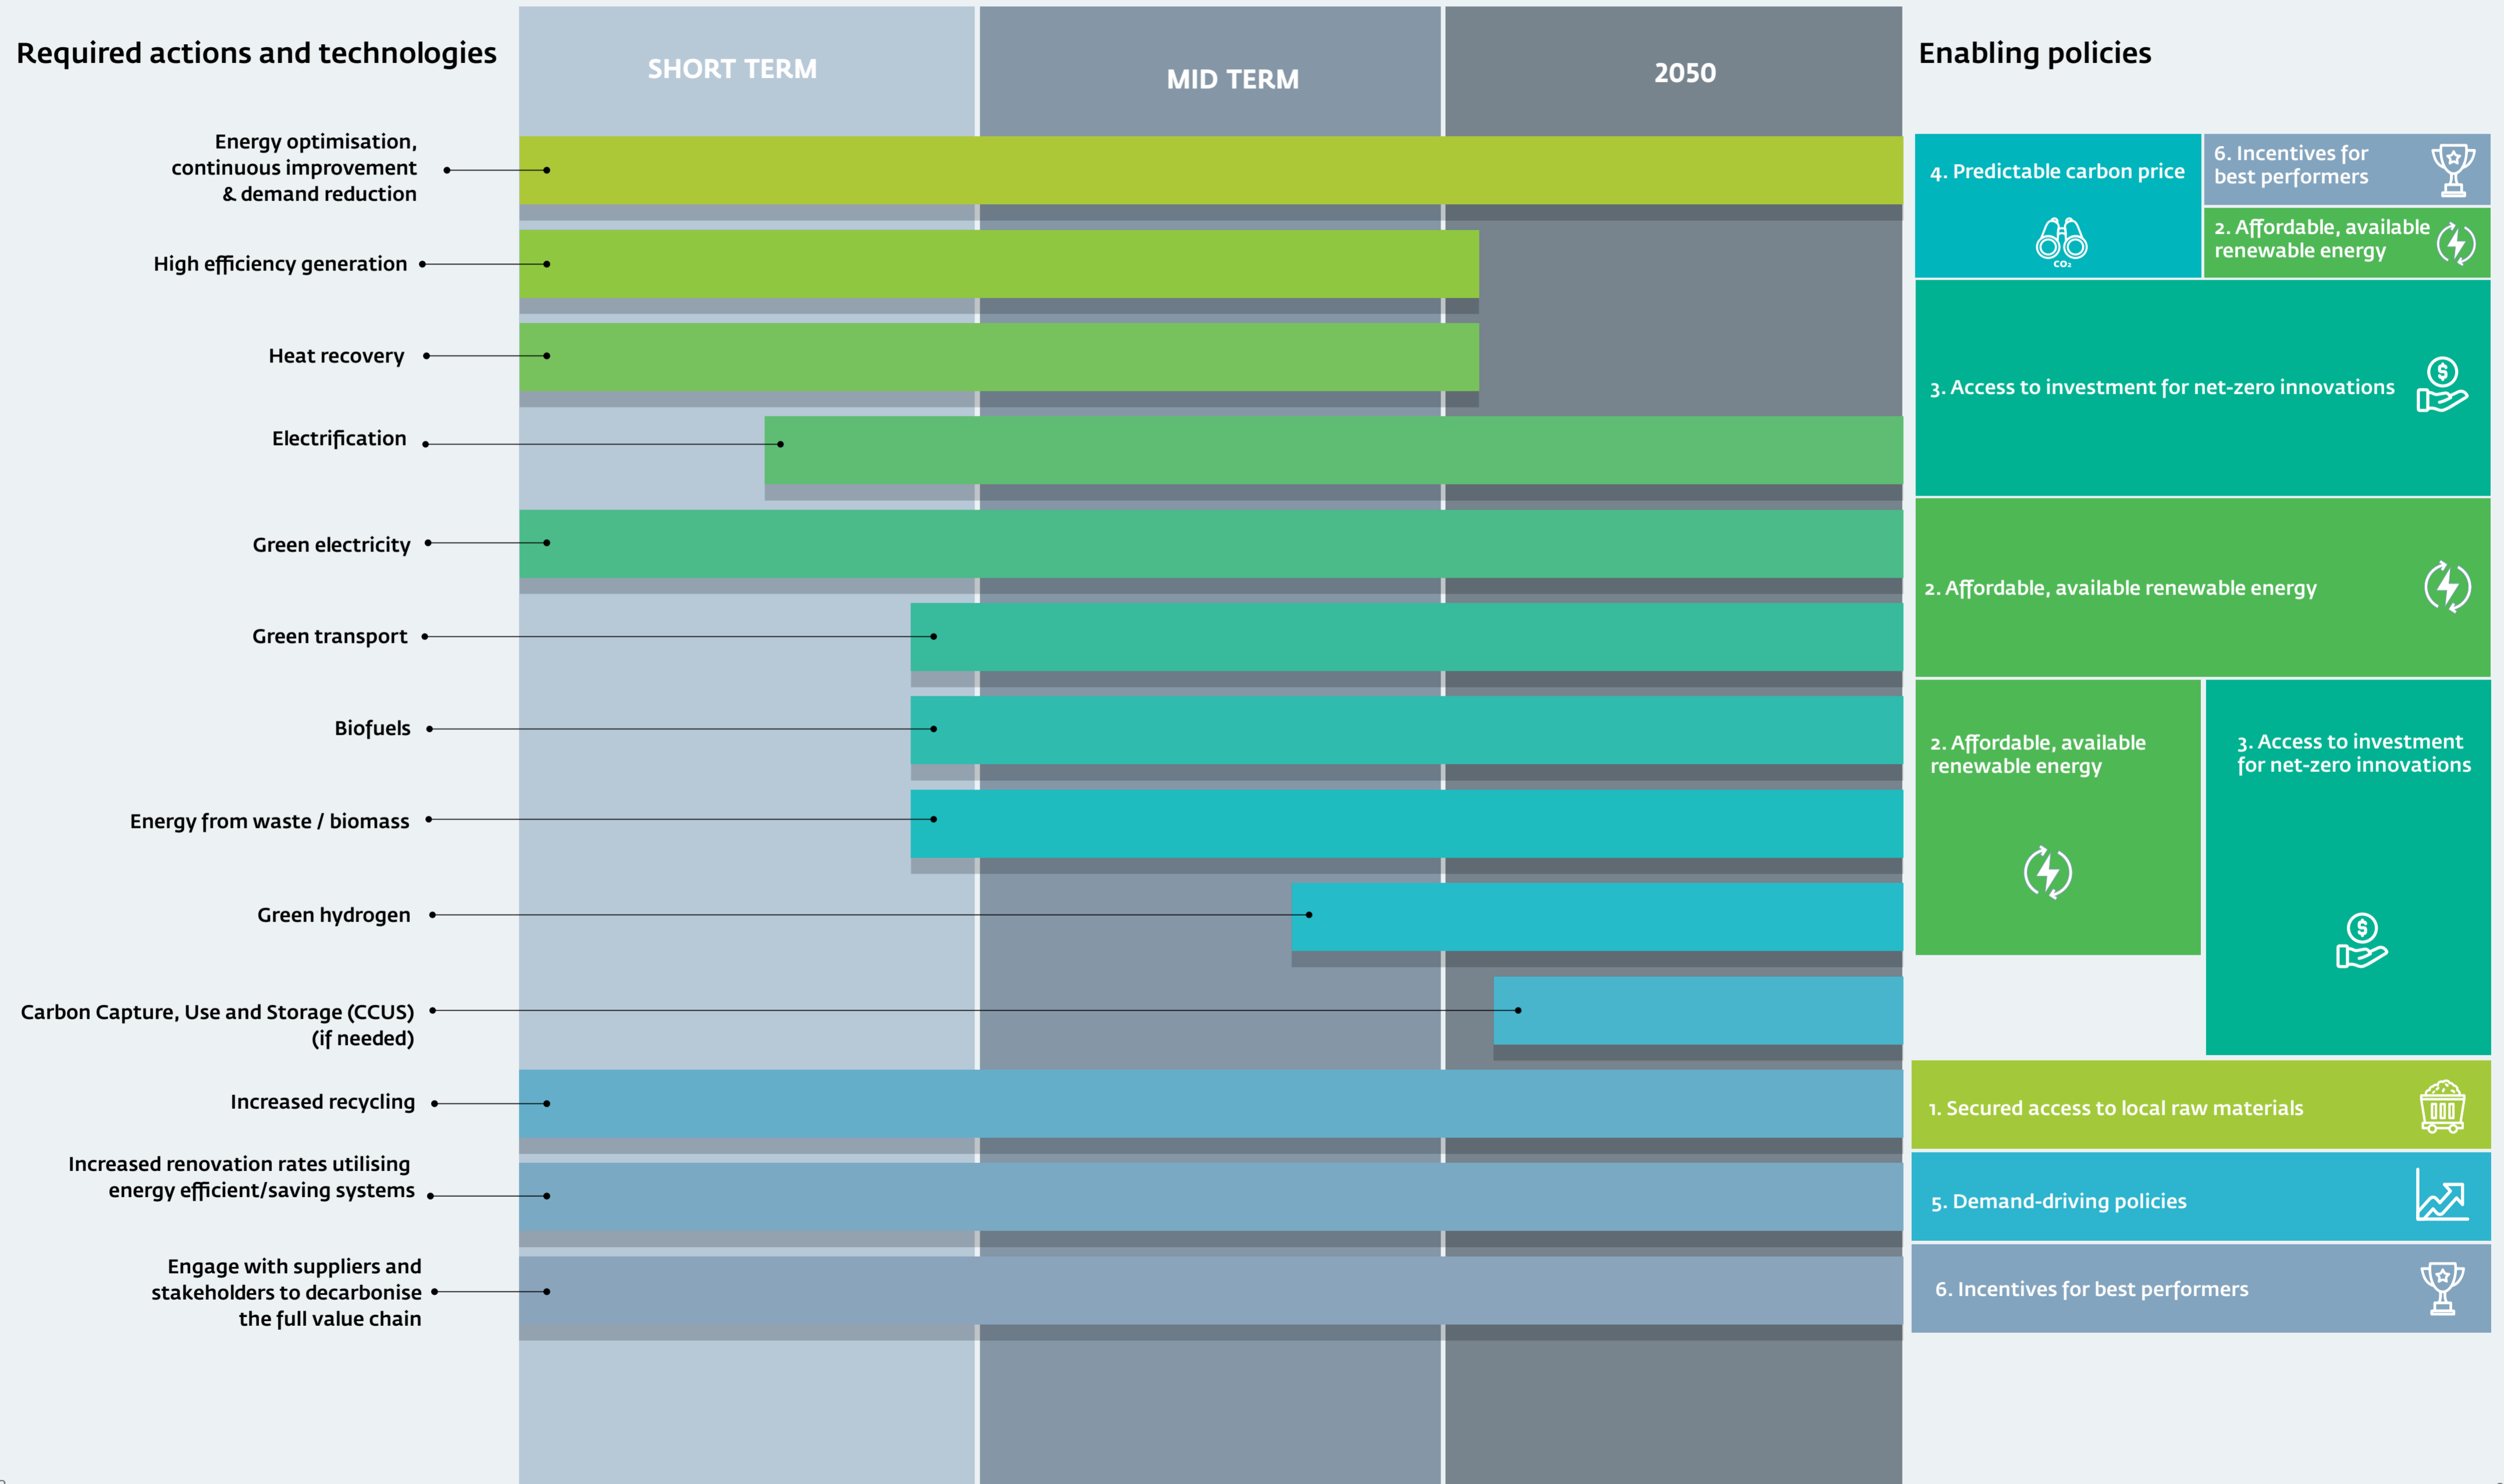 Required actions and technologies
SHORT TERM
MID TERM
2050
Enabling policies
Energy optimisation,
continuous improvement
& demand reduction
High efficiency generation
Heat recovery
Electrification
Green electricity
Green transport
Biofuels
Energy from waste / biomass
Green hydrogen
Carbon Capture, Use and Storage (CCUS)
(if needed)
Increased recycling
Increased renovation rates utilising
energy efficient/saving systems
Engage with suppliers and
stakeholders to decarbonise
the full value chain
4. Predictable carbon price
CO₂
6. Incentives for
best performers
2. Affordable, available
renewable energy
3. Access to investment for net-zero innovations
2. Affordable, available renewable energy
2. Affordable, available
renewable energy
3. Access to investment
for net-zero innovations
1. Secured access to local raw materials
5. Demand-driving policies
6. Incentives for best performers